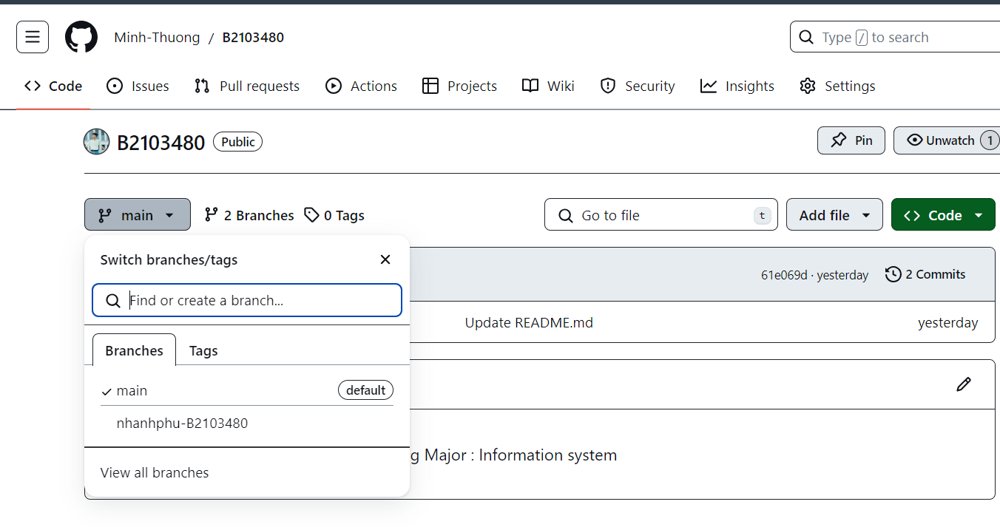 Minh-Thuong / B2103480
Type / to search
Code Issues Pull requests Actions Projects Wiki Security Insights Settings
B2103480 Public
Pin Unwatch 1
main 2 Branches 0 Tags
Go to file t
Add file Code
Switch branches/tags
Find or create a branch...
Branches Tags
main default
nhanhphu-B2103480
View all branches
61e069d · yesterday 2 Commits
Update README.md yesterday
Major : Information system